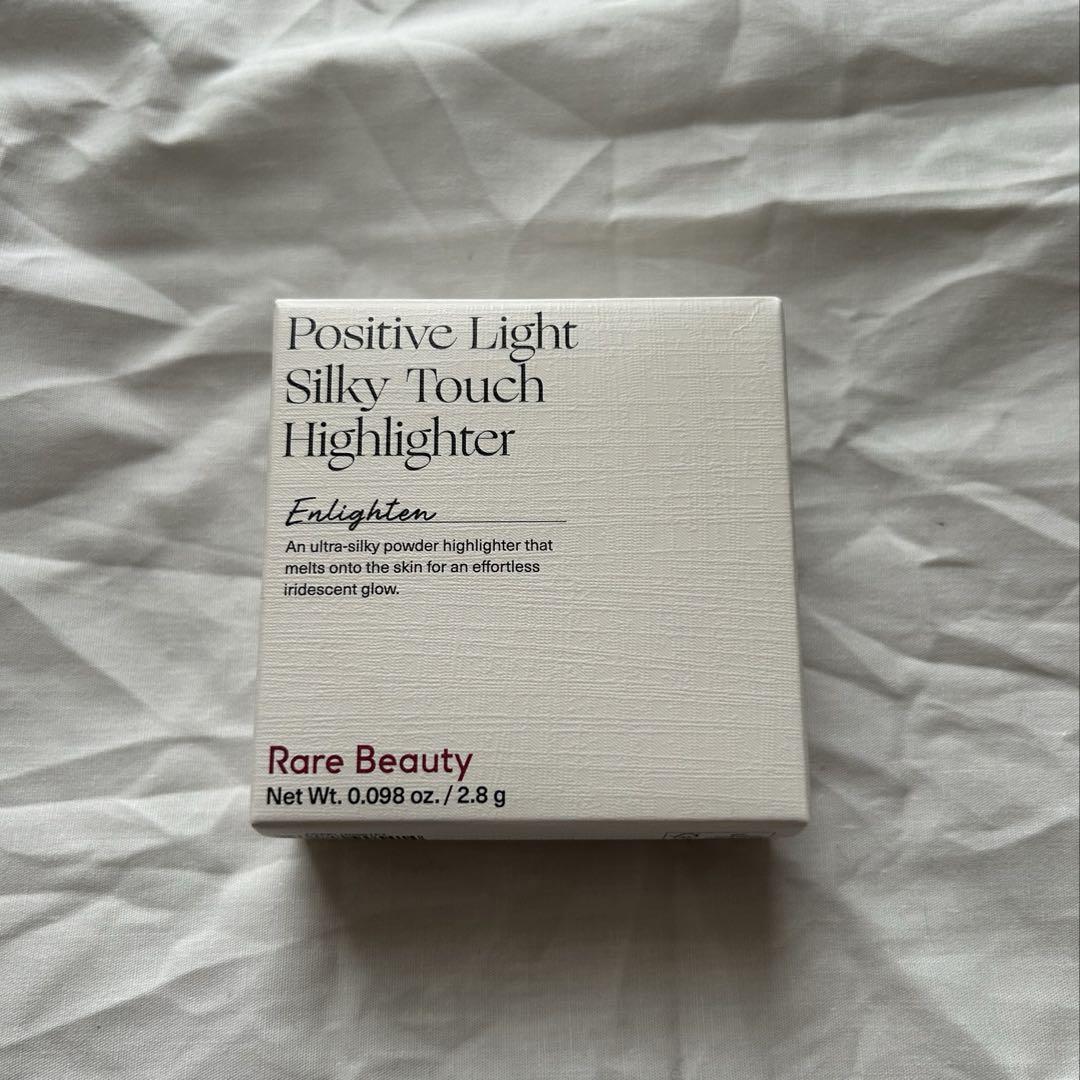 Positive Light
Silky Touch
Highlighter
Enlighten
An ultra-silky powder highlighter that
melts onto the skin for an effortless
iridescent glow.
Rare Beauty
Net Wt. 0.098 oz. / 2.8 g